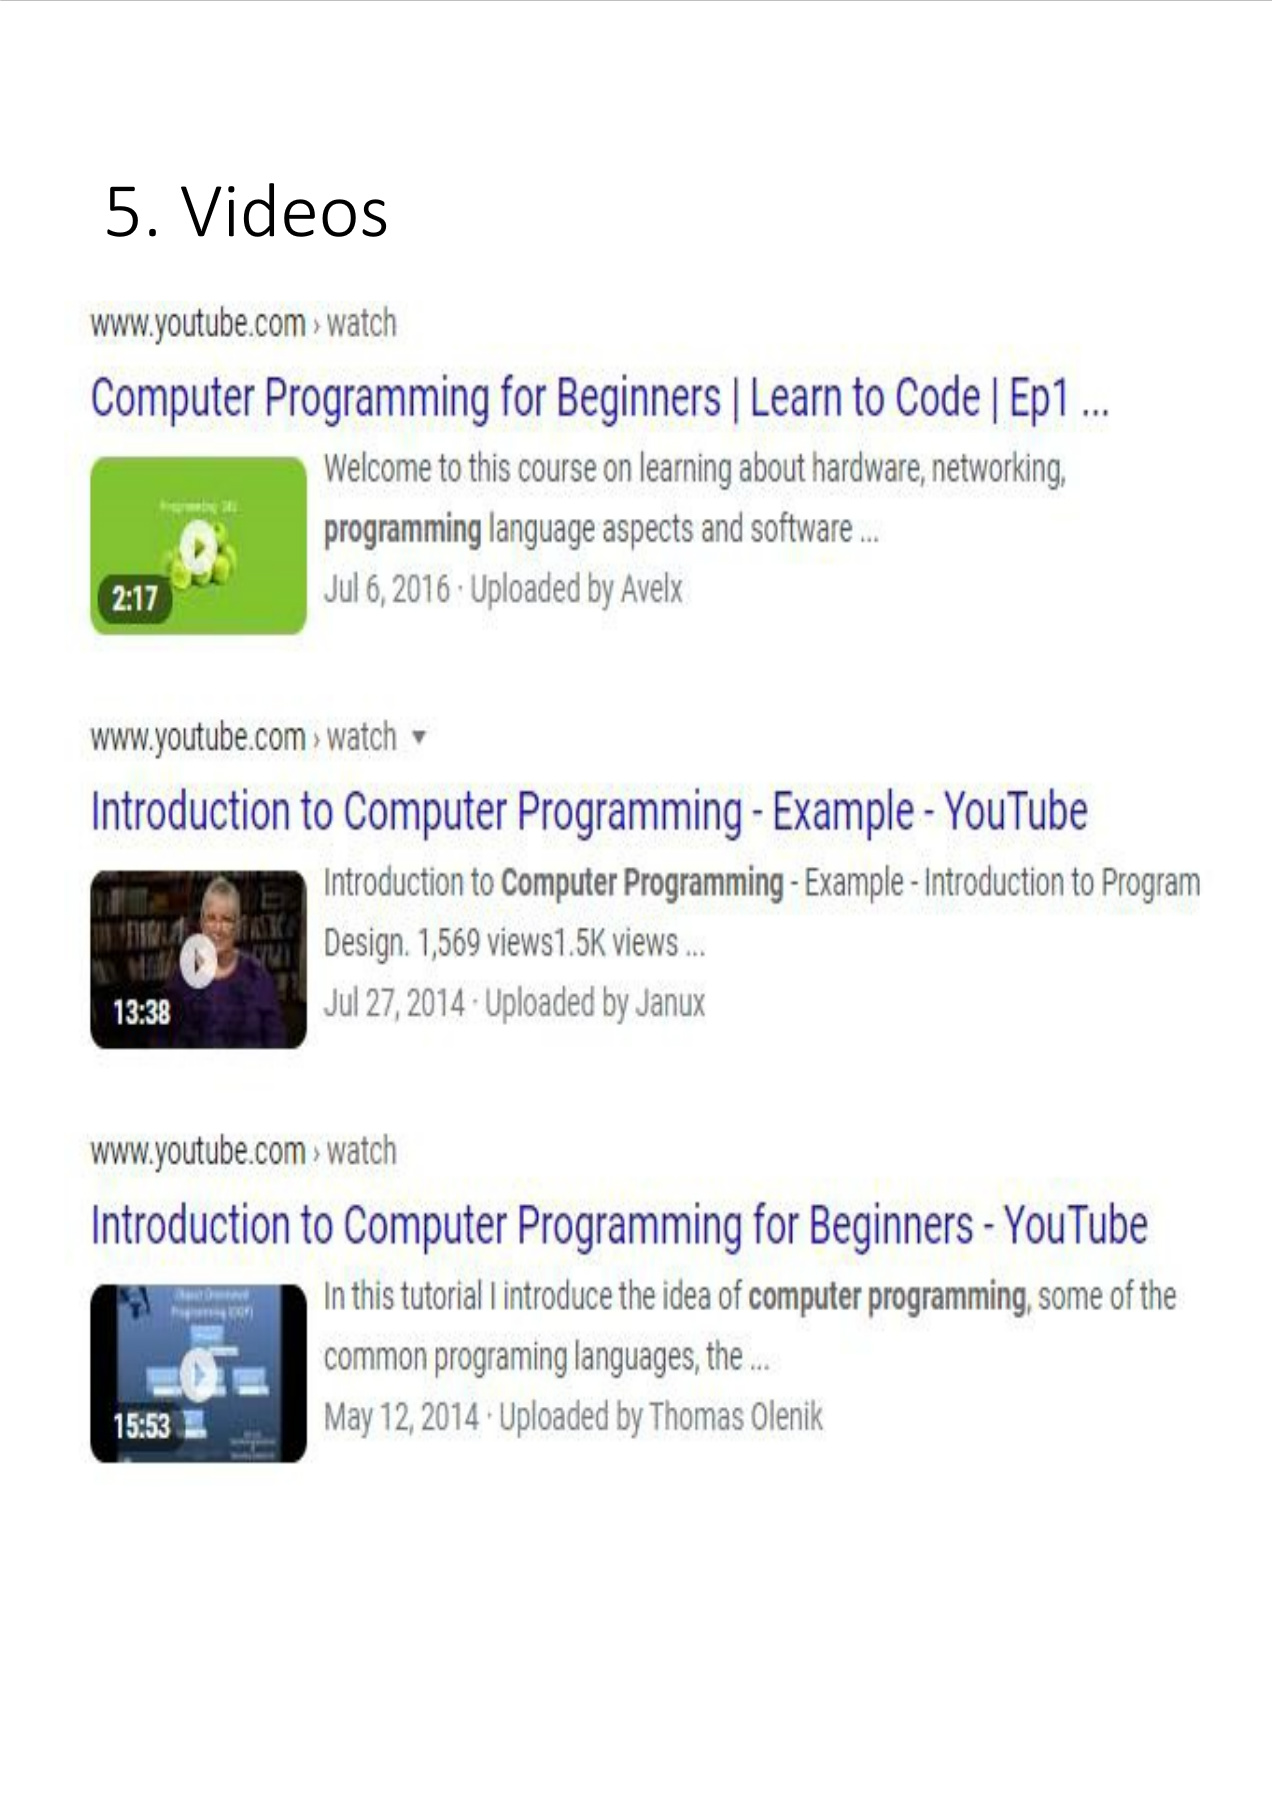 5. Videos
www.youtube.com › watch
Computer Programming for Beginners | Learn to Code | Ep1 ...
Welcome to this course on learning about hardware, networking,
programming language aspects and software ...
2:17
Jul 6, 2016 · Uploaded by Avelx
www.youtube.com › watch ▼
Introduction to Computer Programming - Example - YouTube
Introduction to Computer Programming - Example - Introduction to Program
Design. 1,569 views1.5K views ...
13:38
Jul 27, 2014 · Uploaded by Janux
www.youtube.com › watch
Introduction to Computer Programming for Beginners - YouTube
Object Oriented
Programming (OOP)
In this tutorial I introduce the idea of computer programming, some of the
common programing languages, the ...
15:53
May 12, 2014 · Uploaded by Thomas Olenik